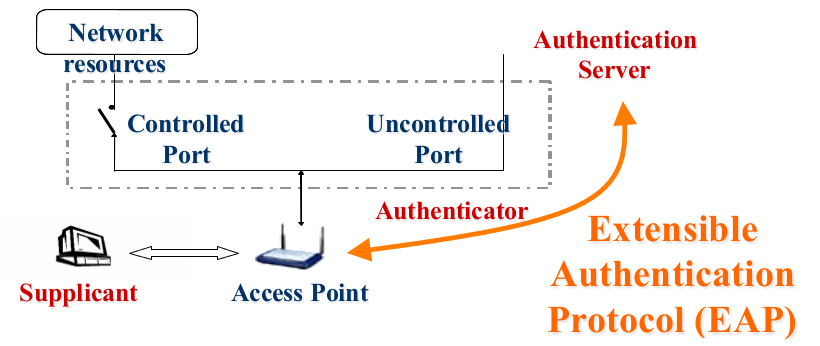 Network
resources
Authentication
Server
Controlled
Port
Uncontrolled
Port
Authenticator
Supplicant
Access Point
Extensible
Authentication
Protocol (EAP)